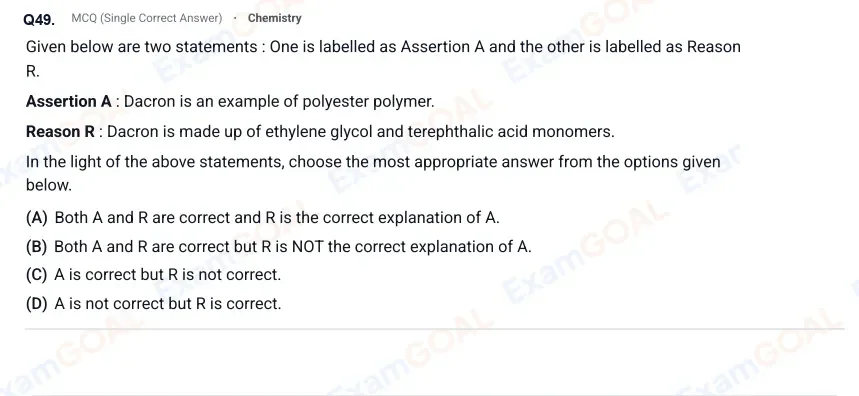 Q49. MCQ (Single Correct Answer) · Chemistry
Given below are two statements : One is labelled as Assertion A and the other is labelled as Reason
R.
Assertion A : Dacron is an example of polyester polymer.
Reason R : Dacron is made up of ethylene glycol and terephthalic acid monomers.
In the light of the above statements, choose the most appropriate answer from the options given
below.
(A) Both A and R are correct and R is the correct explanation of A.
(B) Both A and R are correct but R is NOT the correct explanation of A.
(C) A is correct but R is not correct.
(D) A is not correct but R is correct.
ExamGOAL